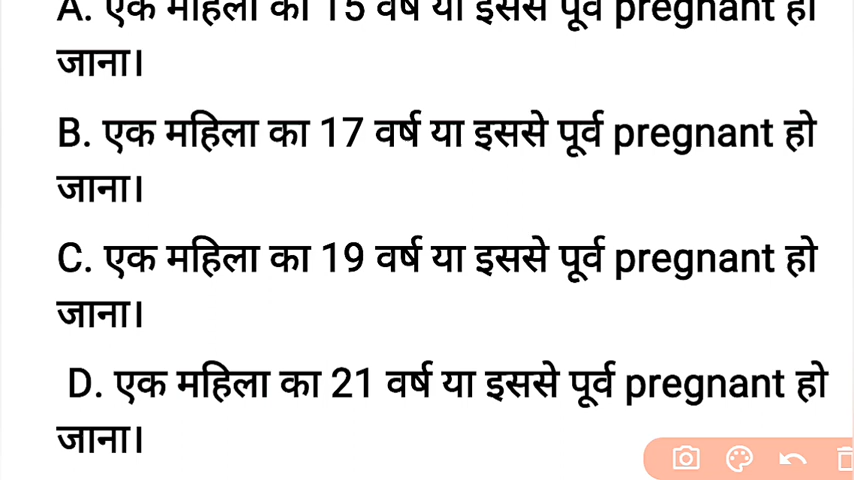 A. एक महिला का 15 वर्ष या इससे पूर्व pregnant हो
जाना।
B. एक महिला का 17 वर्ष या इससे पूर्व pregnant हो
जाना।
C. एक महिला का 19 वर्ष या इससे पूर्व pregnant हो
जाना।
D. एक महिला का 21 वर्ष या इससे पूर्व pregnant हो
जाना।